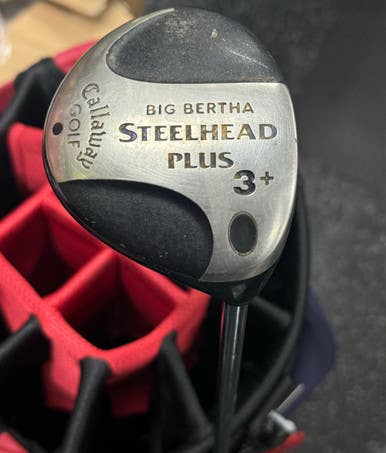 Callaway
GOLF
BIG BERTHA
STEELHEAD
PLUS
3+